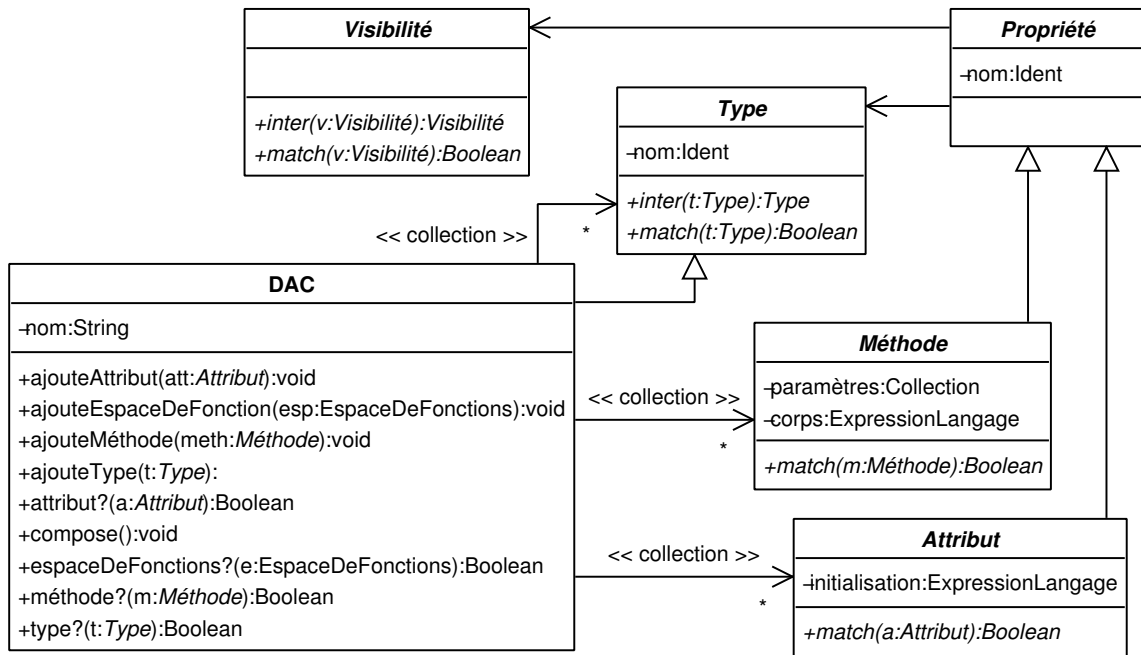 Visibilité
+inter(v:Visibilité):Visibilité
+match(v:Visibilité):Boolean
Propriété
-nom:Ident
Type
-nom:Ident
+inter(t:Type):Type
+match(t:Type):Boolean
<< collection >>
*
DAC
-nom:String
+ajouteAttribut(att:Attribut):void
+ajouteEspaceDeFonction(esp:EspaceDeFonctions):void
+ajouteMéthode(meth:Méthode):void
+ajouteType(t:Type):
+attribut?(a:Attribut):Boolean
+compose():void
+espaceDeFonctions?(e:EspaceDeFonctions):Boolean
+méthode?(m:Méthode):Boolean
+type?(t:Type):Boolean
<< collection >>
*
Méthode
-paramètres:Collection
-corps:ExpressionLangage
+match(m:Méthode):Boolean
<< collection >>
*
Attribut
-initialisation:ExpressionLangage
+match(a:Attribut):Boolean